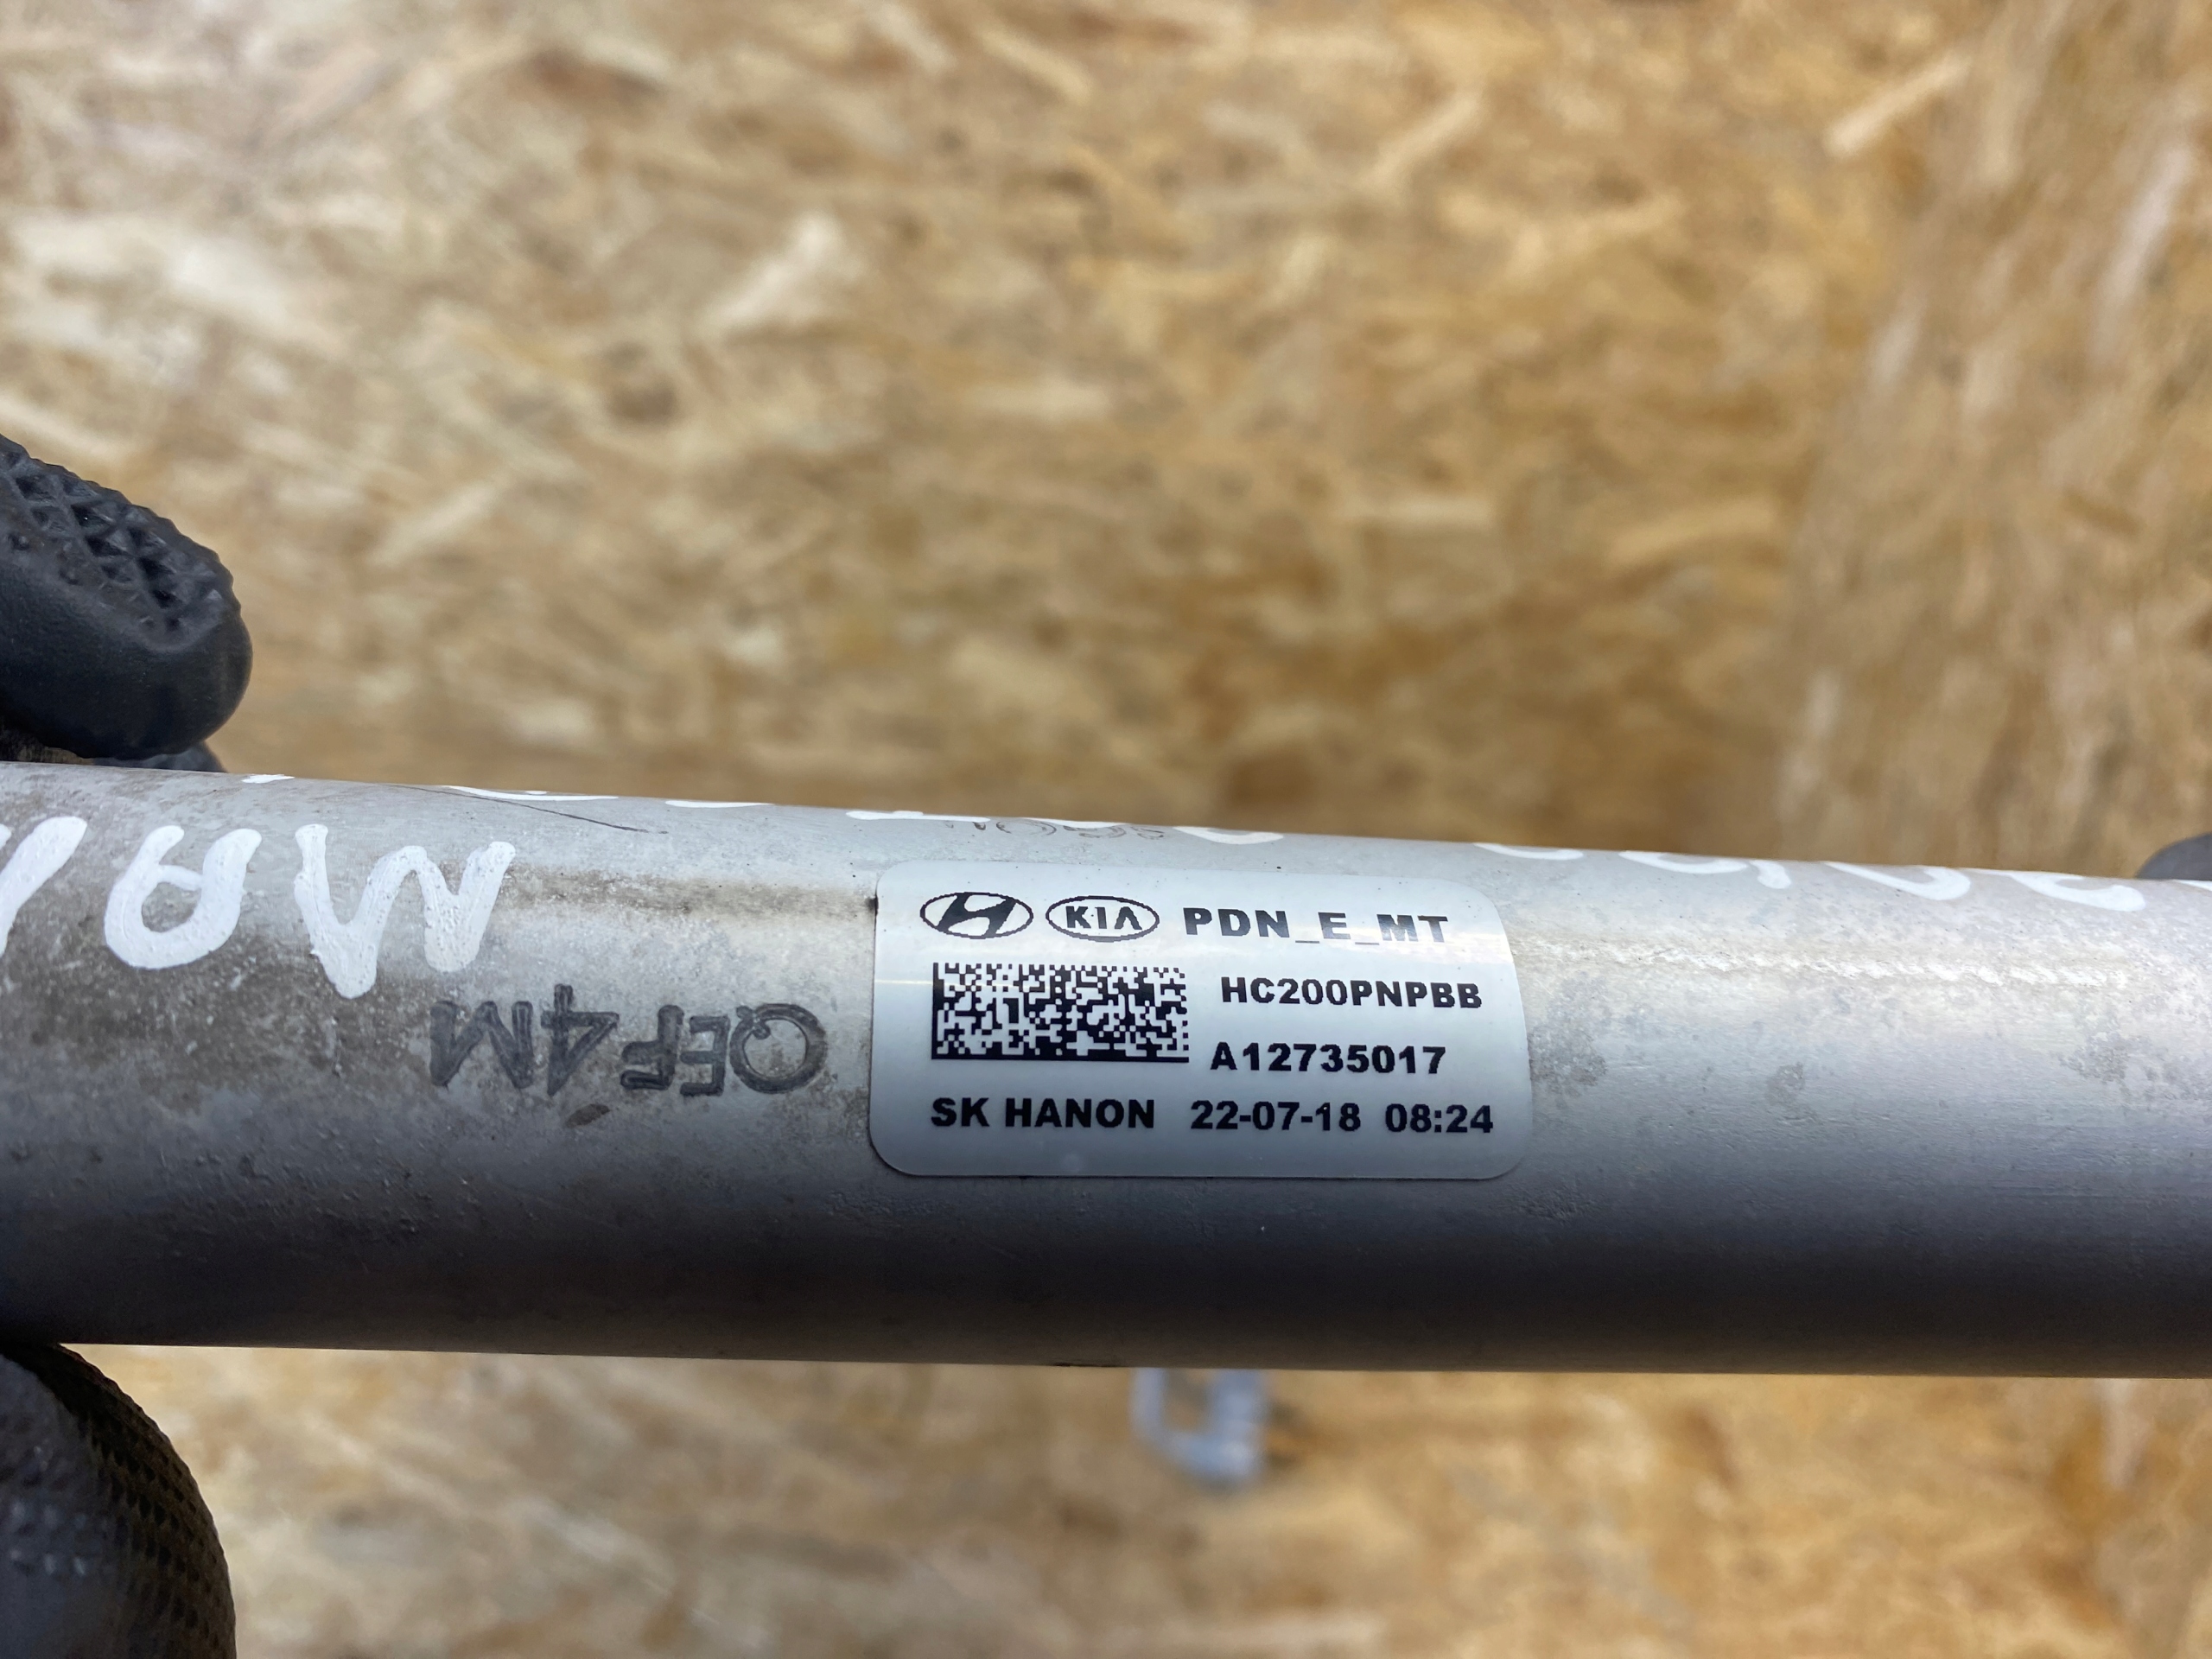 KIA PDN_E_MT
HC200PNPBB
A12735017
SK HANON 22-07-18 08:24
QEF4M